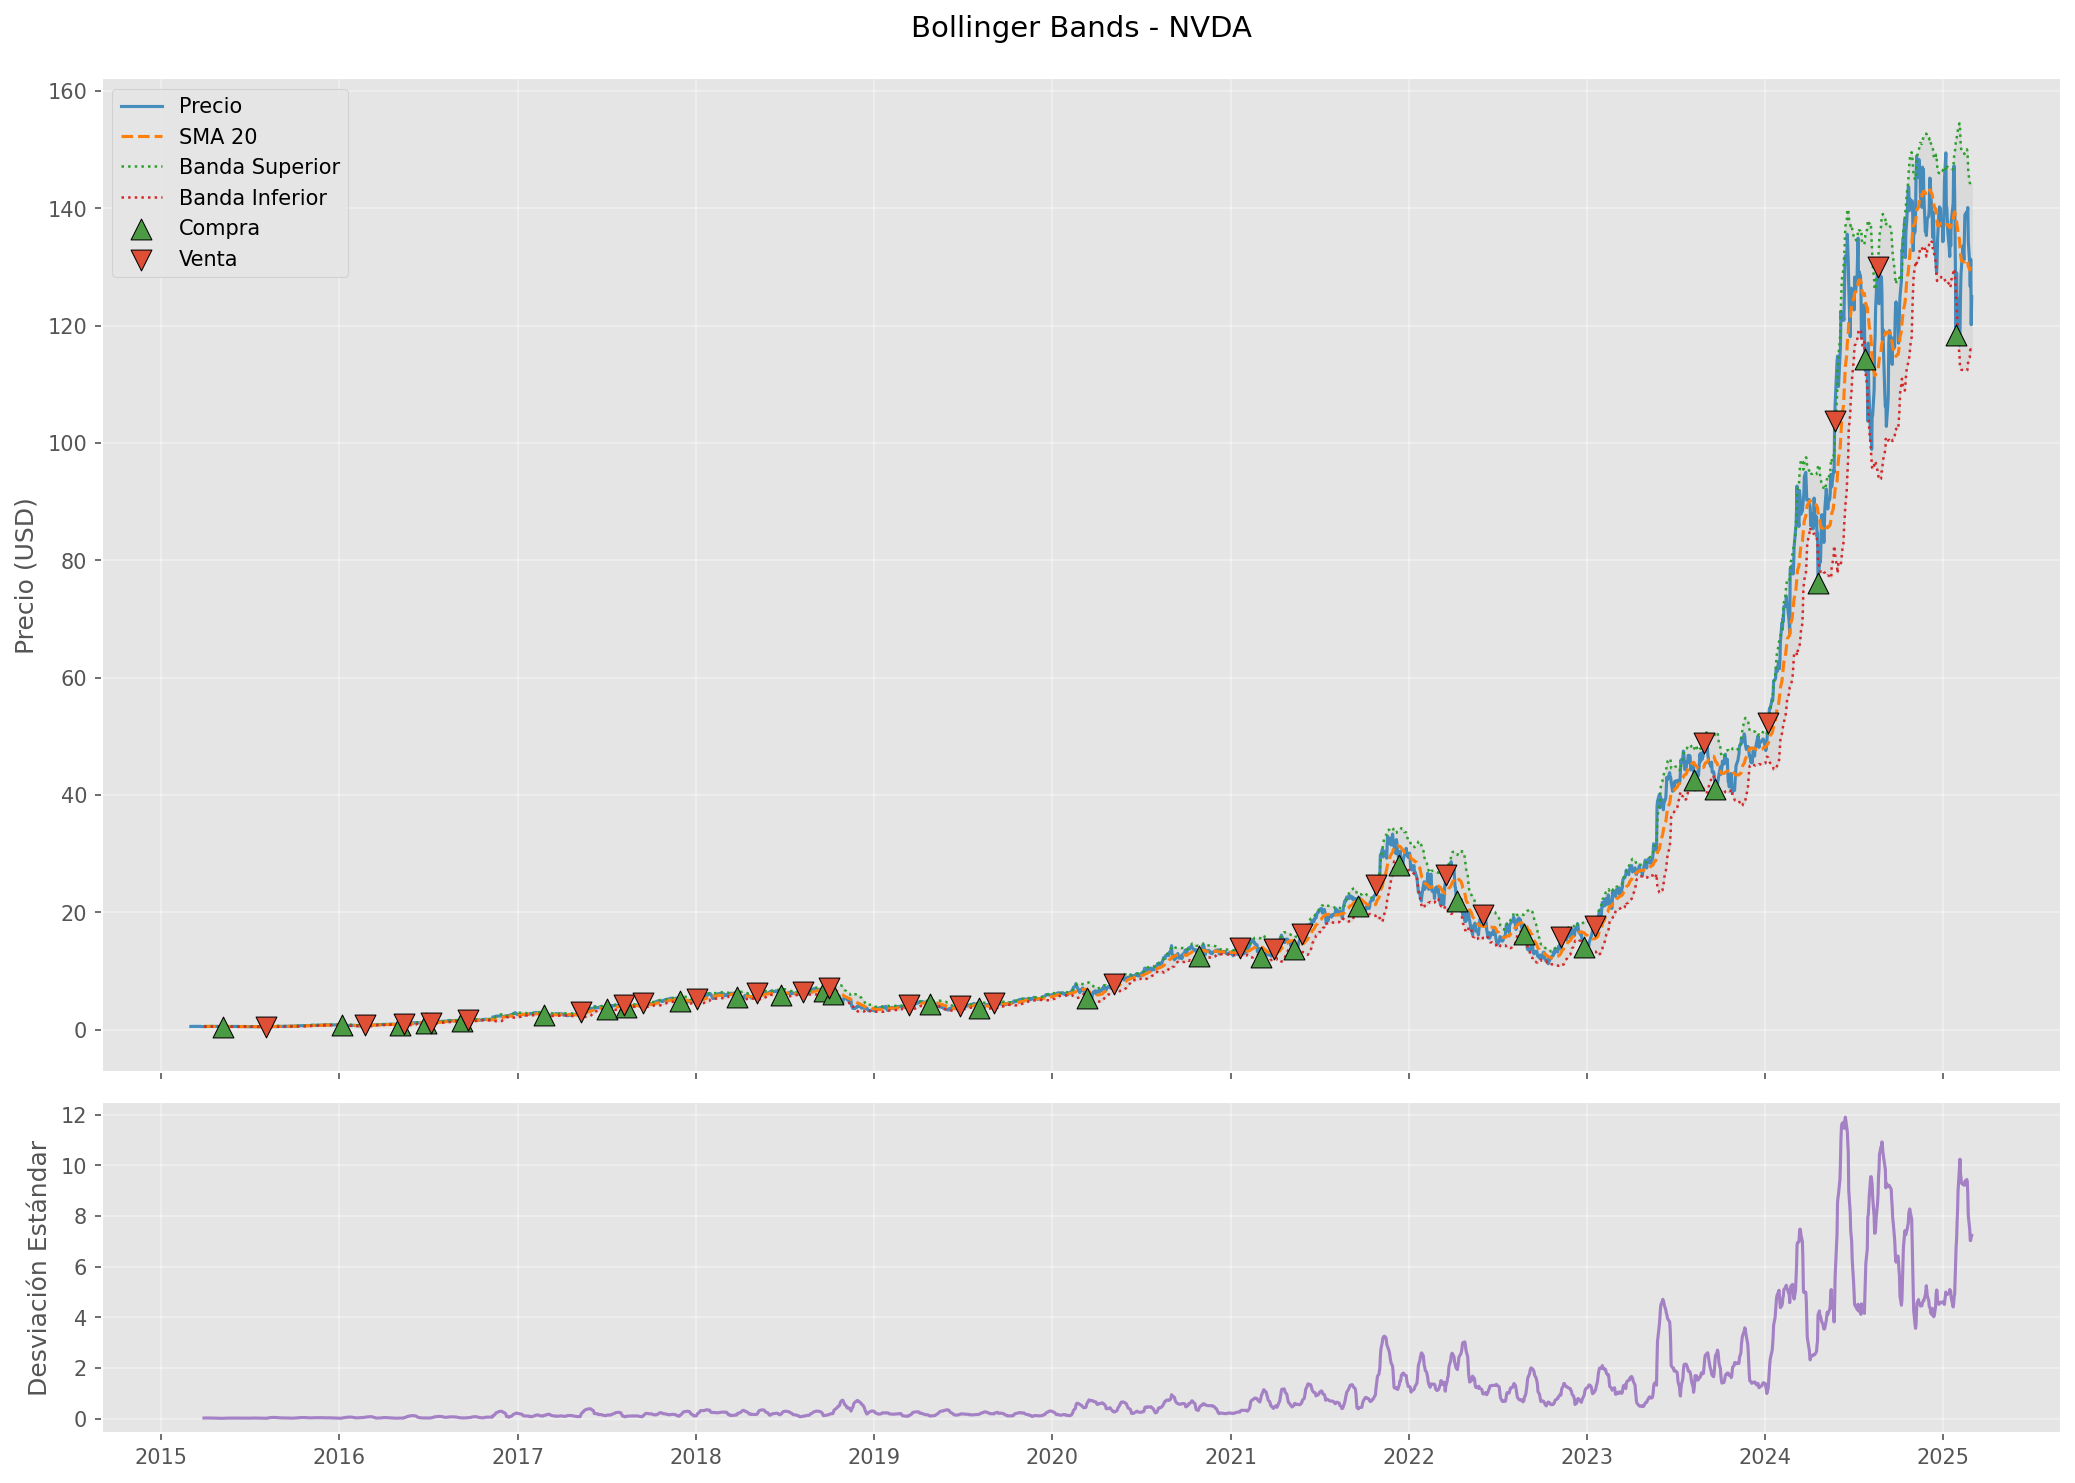 Bollinger Bands - NVDA
Precio
SMA 20
Banda Superior
Banda Inferior
Compra
Venta
Precio (USD)
160
140
120
100
80
60
40
20
0
Desviación Estándar
12
10
8
6
4
2
0
2015 2016 2017 2018 2019 2020 2021 2022 2023 2024 2025